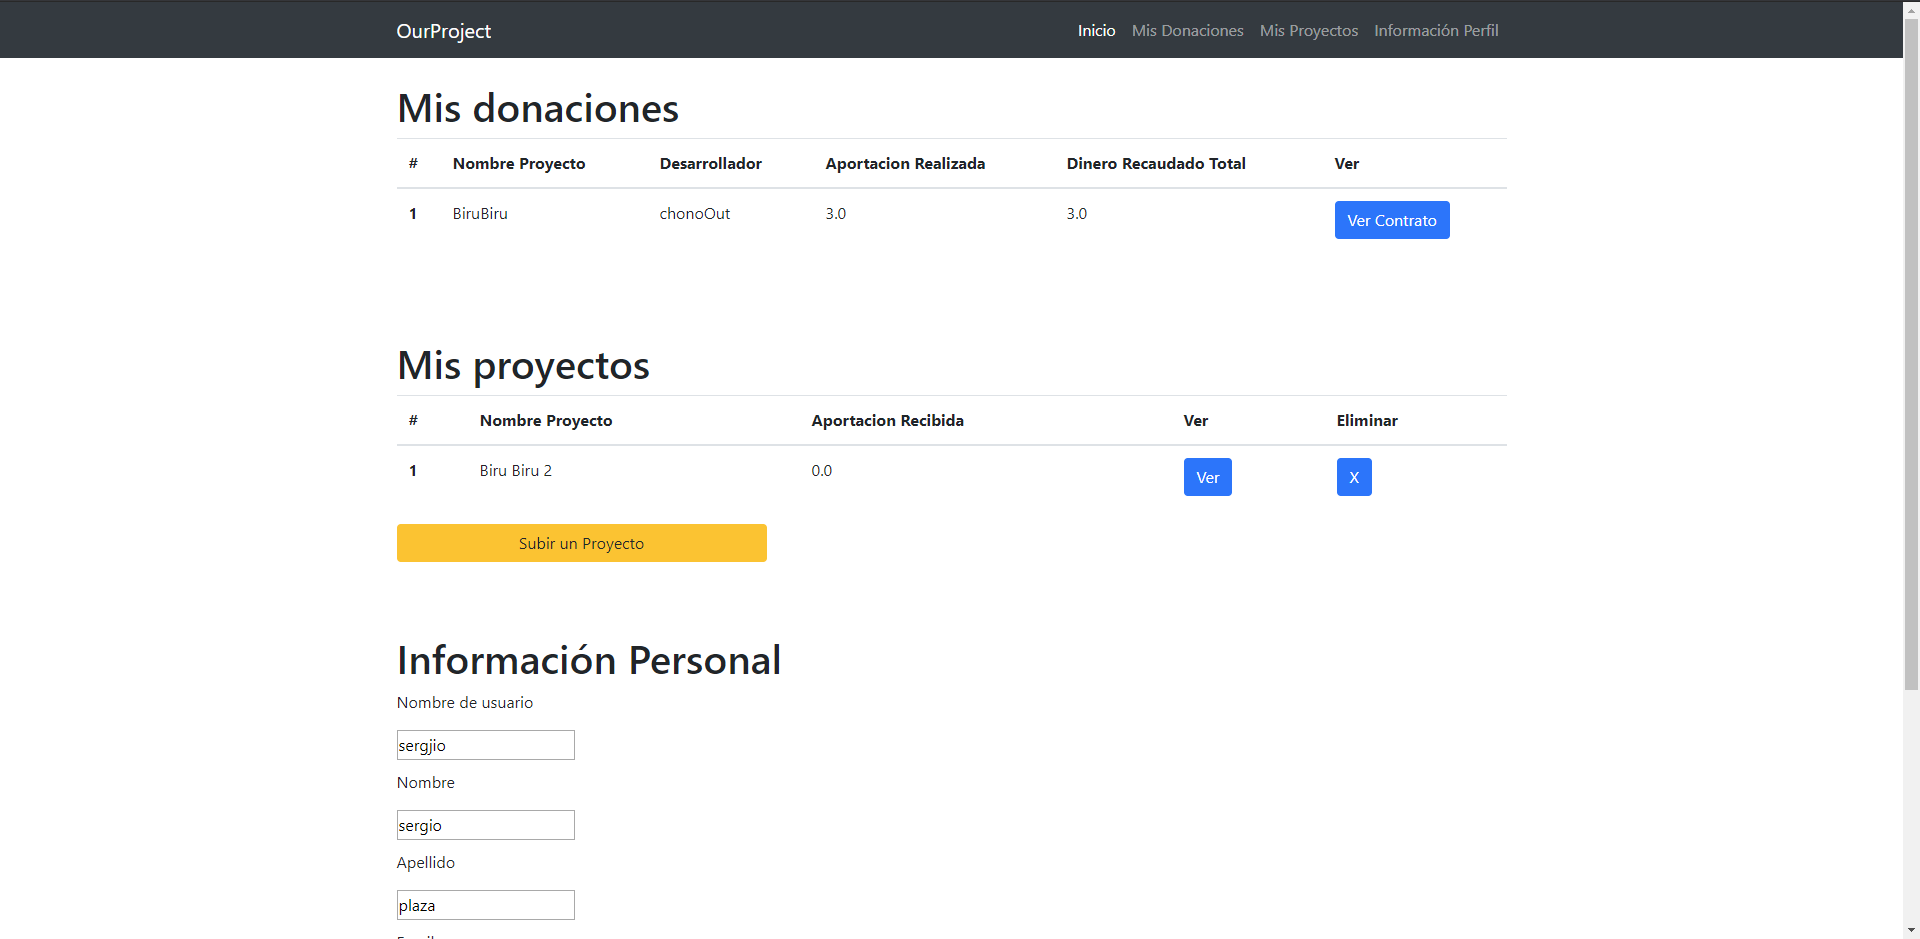 OurProject Inicio Mis Donaciones Mis Proyectos Información Perfil
Mis donaciones
# Nombre Proyecto Desarrollador Aportacion Realizada Dinero Recaudado Total Ver
1 BiruBiru chonoOut 3.0 3.0 Ver Contrato
Mis proyectos
# Nombre Proyecto Aportacion Recibida Ver Eliminar
1 Biru Biru 2 0.0 Ver X
Subir un Proyecto
Información Personal
Nombre de usuario
sergjio
Nombre
sergio
Apellido
plaza